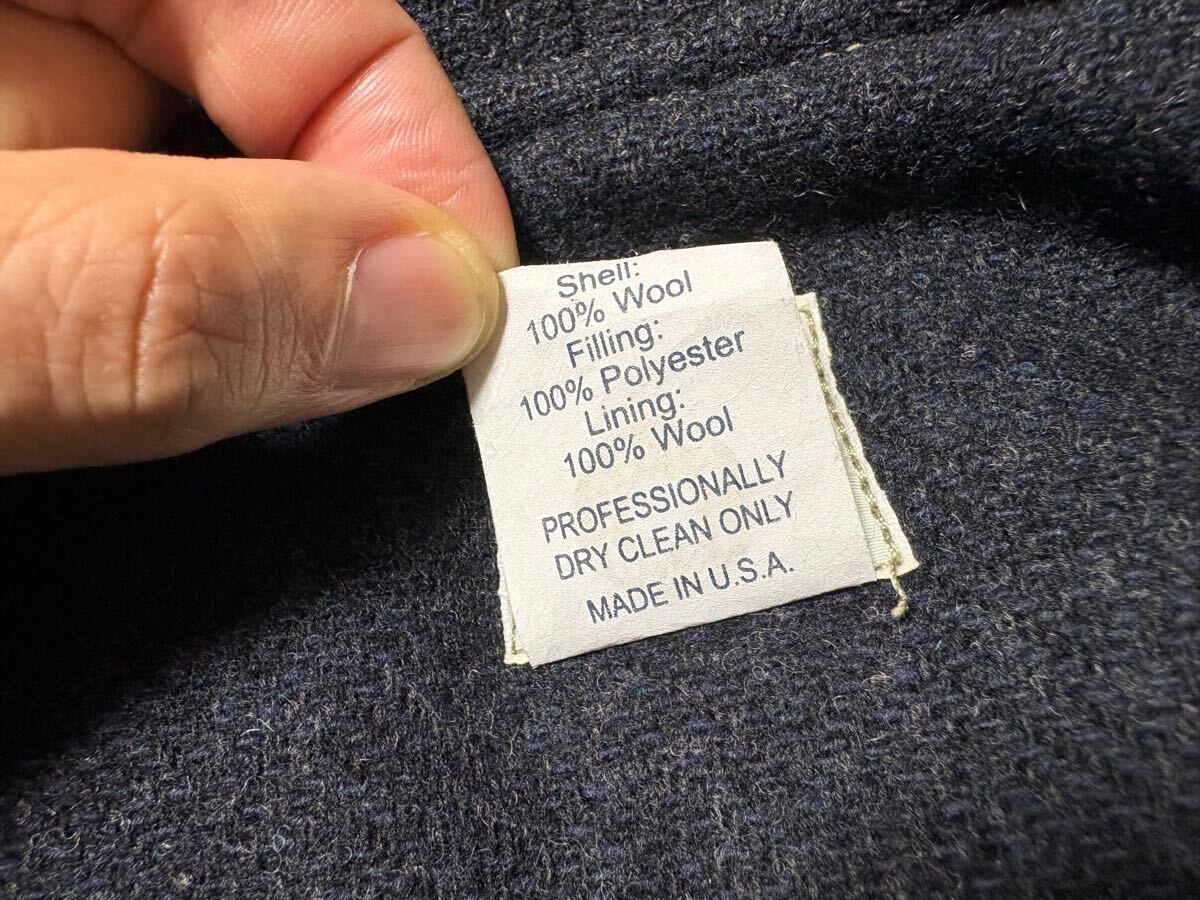 Shell:
100% Wool
Filling:
100% Polyester
Lining:
100% Wool
PROFESSIONALLY
DRY CLEAN ONLY
MADE IN U.S.A.